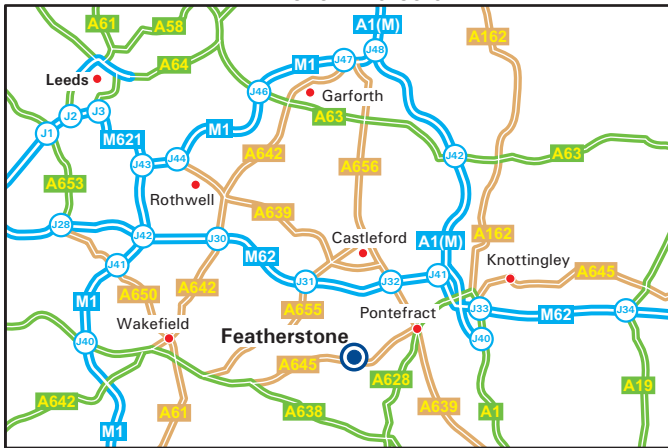 A61
A58
A1(M)
A162
J48
M1
J47
A64
Leeds
J46
Garforth
J2
J3
A63
J1
M621
M1
A642
J42
A63
J43
J44
A656
A653
Rothwell
A639
J28
A162
J42
J30
Castleford
A1(M)
M62
Knottingley
J41
J31
J32
J41
A645
M1
A650
A642
A655
J33
M62
J34
Wakefield
Pontefract
Featherstone
J40
J40
A645
A628
A19
A642
A61
A638
A639
A1
M1